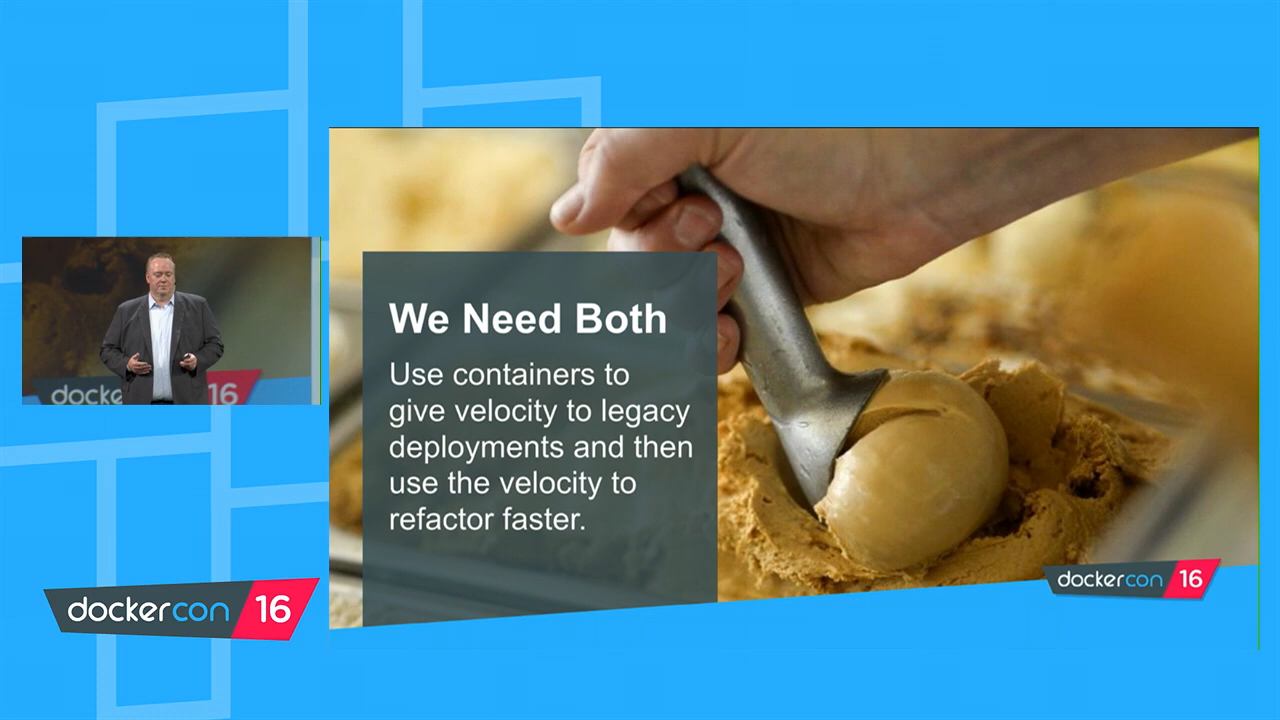 We Need Both
Use containers to
give velocity to legacy
deployments and then
use the velocity to
refactor faster.
dockercon 16
docke 16
dockercon 16